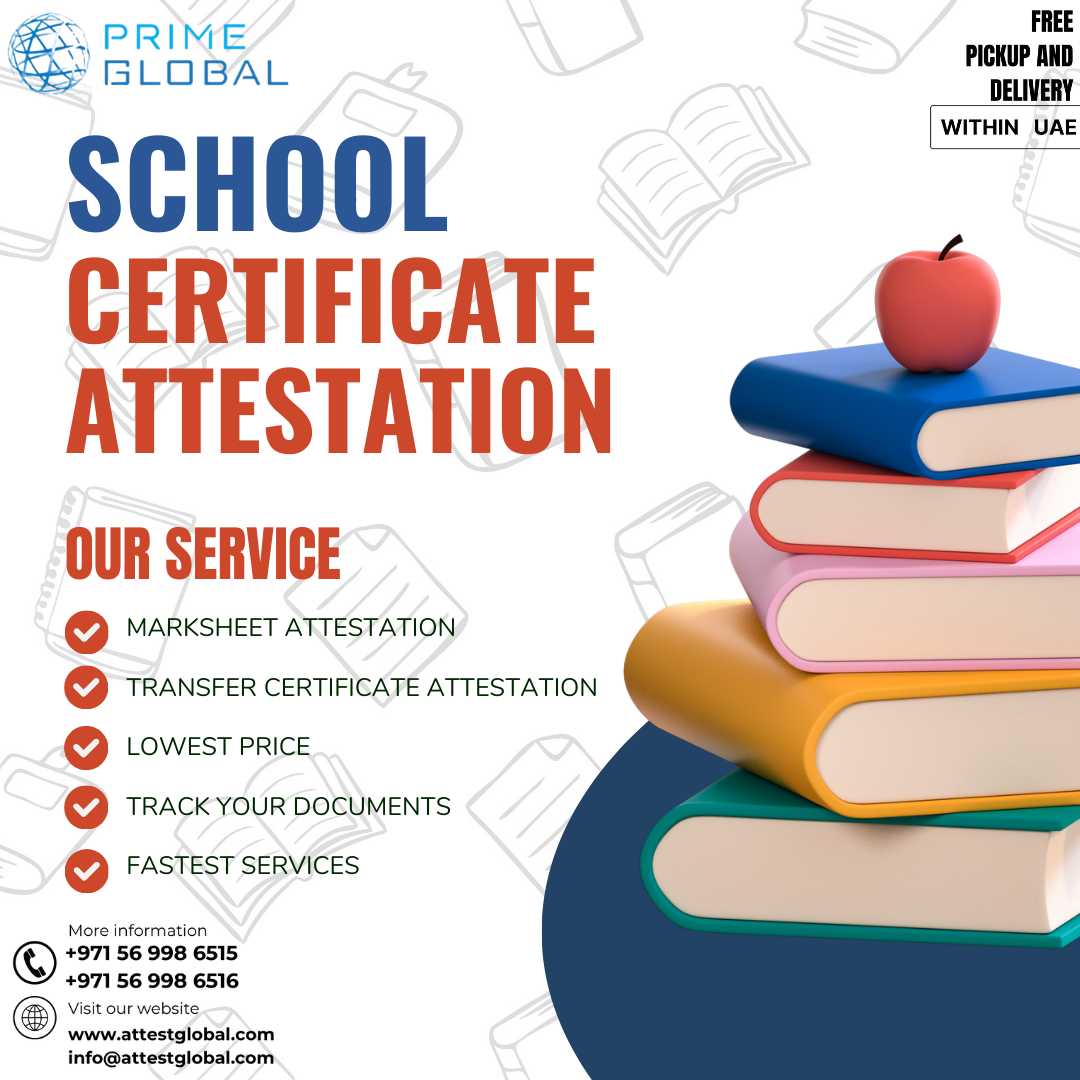 PRIME
GLOBAL
FREE
PICKUP AND
DELIVERY
WITHIN UAE
SCHOOL
CERTIFICATE
ATTESTATION
OUR SERVICE
MARKSHEET ATTESTATION
TRANSFER CERTIFICATE ATTESTATION
LOWEST PRICE
TRACK YOUR DOCUMENTS
FASTEST SERVICES
More information
+971 56 998 6515
+971 56 998 6516
Visit our website
www.attestglobal.com
info@attestglobal.com